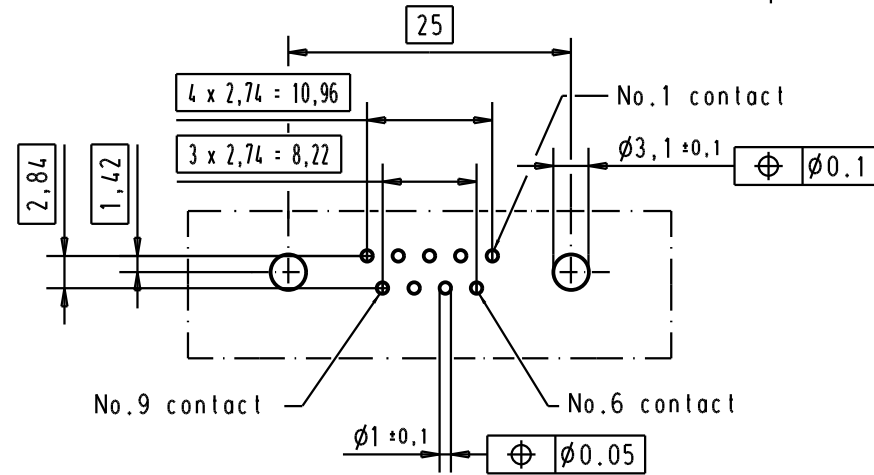 25
4 x 2,74 = 10,96
No.1 contact
3 x 2,74 = 8,22
Ø3,1 ±0,1
⌖ Ø0.1
2,84
1,42
No.9 contact
No.6 contact
Ø1 ±0,1
⌖ Ø0.05